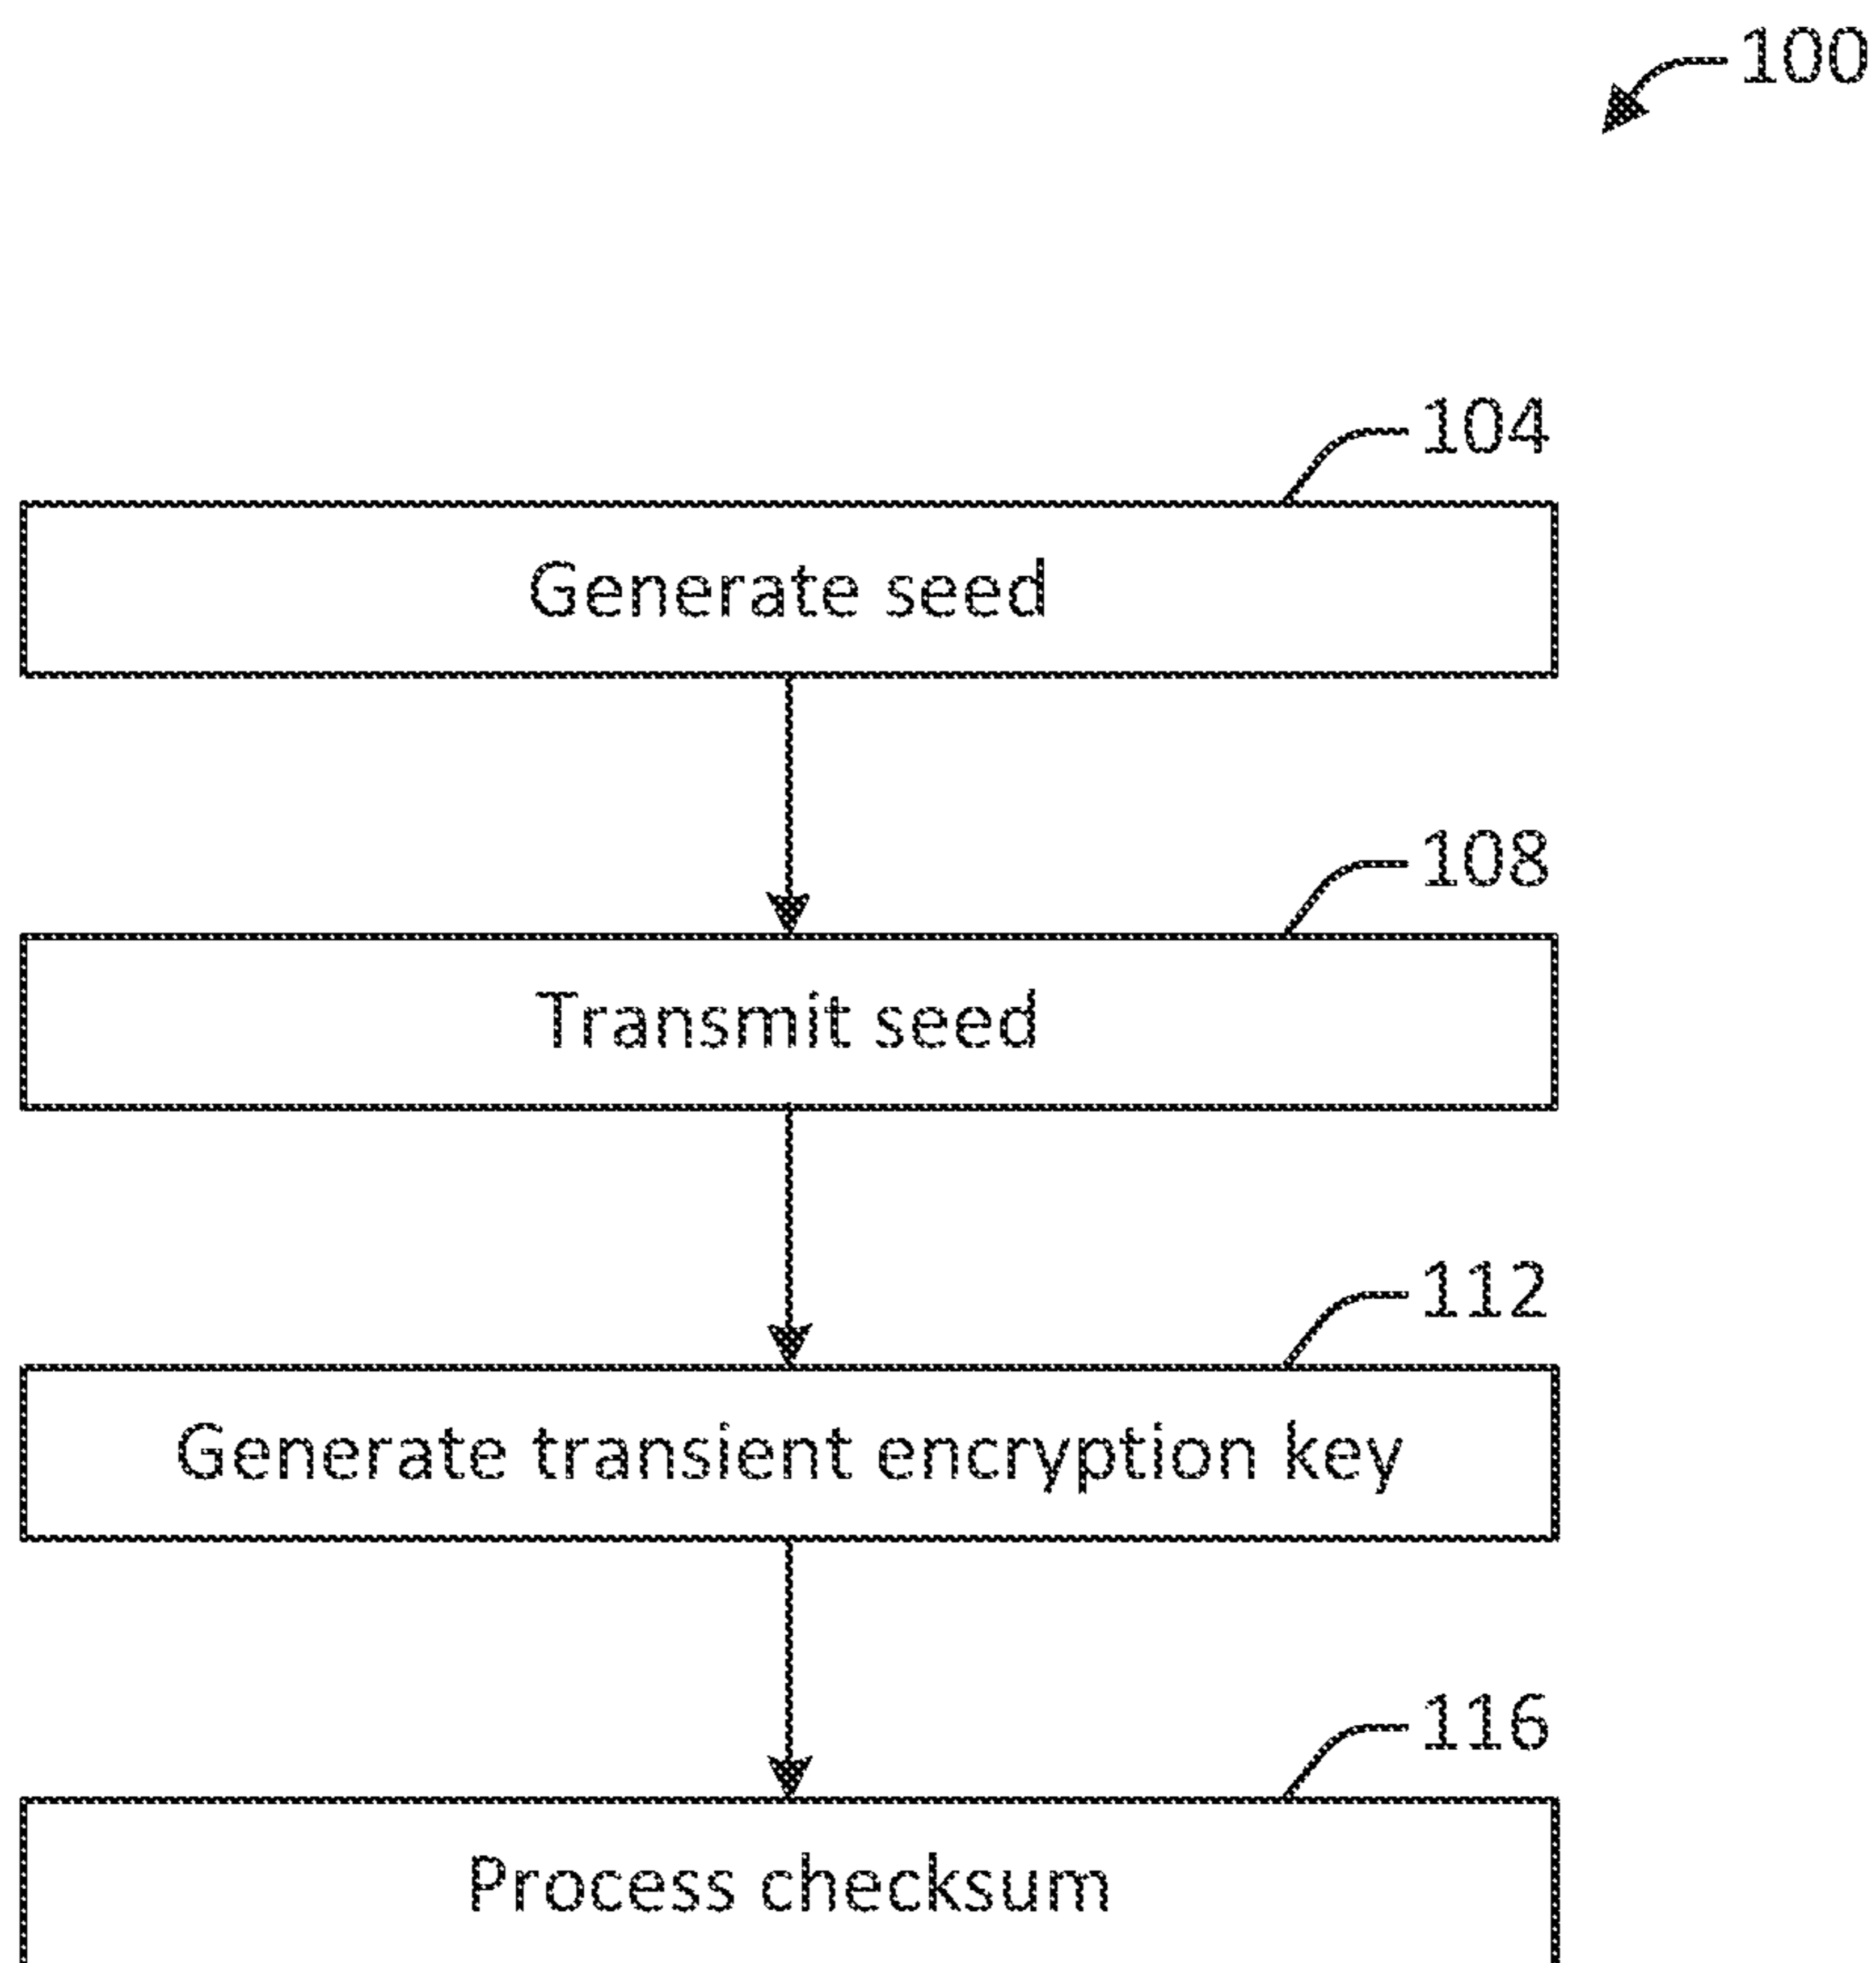 100
104
Generate seed
108
Transmit seed
112
Generate transient encryption key
116
Process checksum